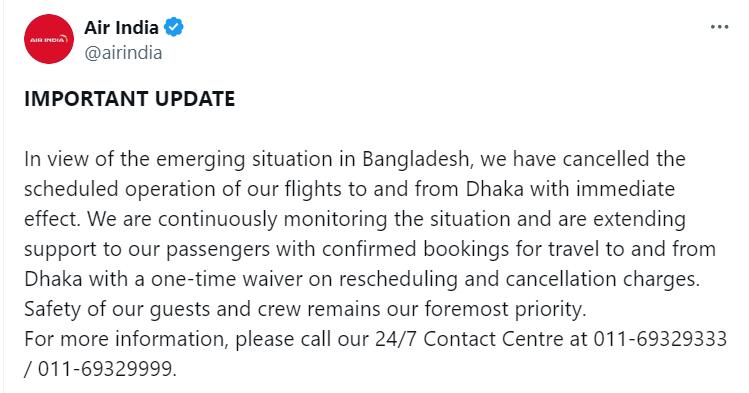 AIR INDIA
Air India
@airindia
IMPORTANT UPDATE
In view of the emerging situation in Bangladesh, we have cancelled the
scheduled operation of our flights to and from Dhaka with immediate
effect. We are continuously monitoring the situation and are extending
support to our passengers with confirmed bookings for travel to and from
Dhaka with a one-time waiver on rescheduling and cancellation charges.
Safety of our guests and crew remains our foremost priority.
For more information, please call our 24/7 Contact Centre at 011-69329333
/ 011-69329999.